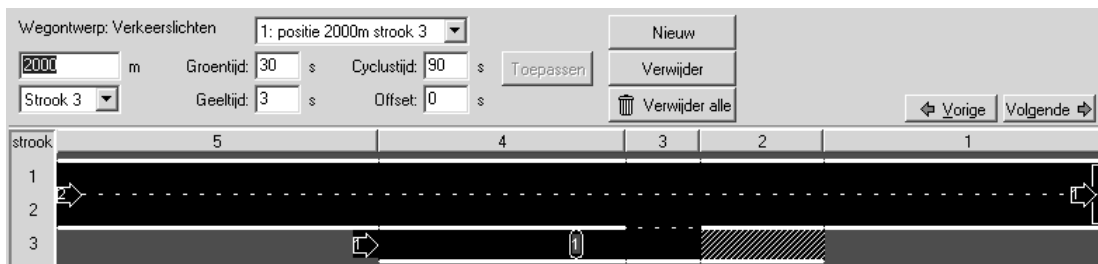 Wegontwerp: Verkeerslichten 1: positie 2000m strook 3 Nieuw
2000 m Groentijd: 30 s Cyclustijd: 90 s Toepassen Verwijder
Strook 3 Geeltijd: 3 s Offset: 0 s Verwijder alle Vorige Volgende
strook 5 4 3 2 1
1
2 1
2
3 1 1